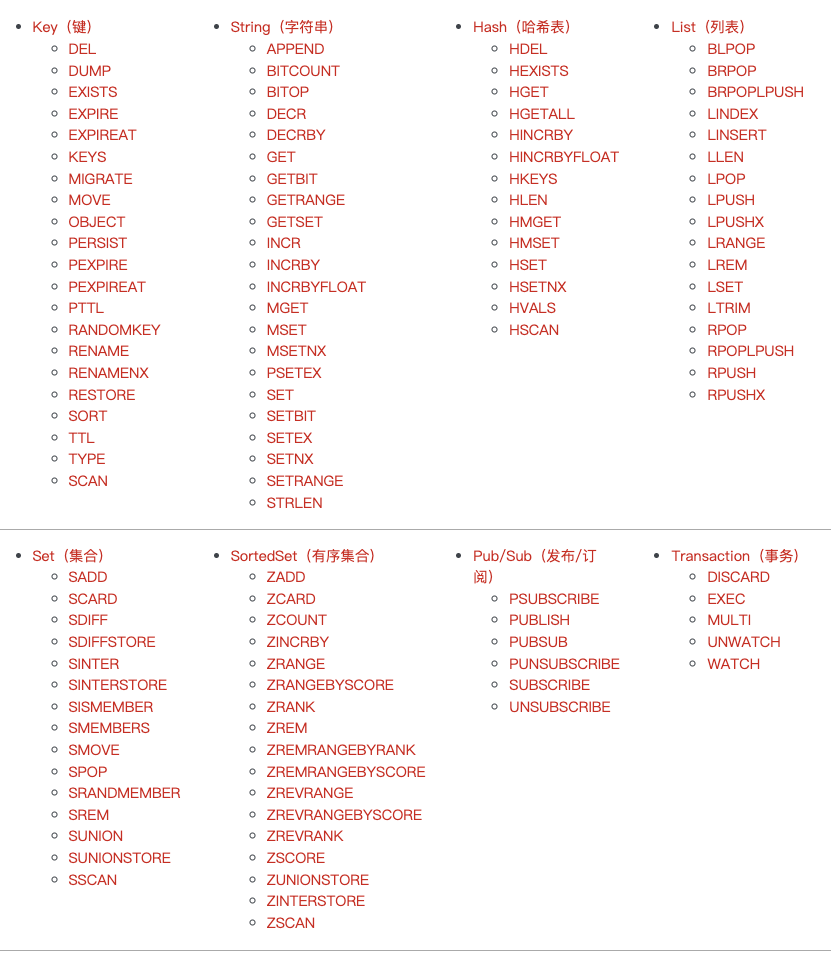 Key（键）
DEL
DUMP
EXISTS
EXPIRE
EXPIREAT
KEYS
MIGRATE
MOVE
OBJECT
PERSIST
PEXPIRE
PEXPIREAT
PTTL
RANDOMKEY
RENAME
RENAMENX
RESTORE
SORT
TTL
TYPE
SCAN
String（字符串）
APPEND
BITCOUNT
BITOP
DECR
DECRBY
GET
GETBIT
GETRANGE
GETSET
INCR
INCRBY
INCRBYFLOAT
MGET
MSET
MSETNX
PSETEX
SET
SETBIT
SETEX
SETNX
SETRANGE
STRLEN
Hash（哈希表）
HDEL
HEXISTS
HGET
HGETALL
HINCRBY
HINCRBYFLOAT
HKEYS
HLEN
HMGET
HMSET
HSET
HSETNX
HVALS
HSCAN
List（列表）
BLPOP
BRPOP
BRPOPLPUSH
LINDEX
LINSERT
LLEN
LPOP
LPUSH
LPUSHX
LRANGE
LREM
LSET
LTRIM
RPOP
RPOPLPUSH
RPUSH
RPUSHX
Set（集合）
SADD
SCARD
SDIFF
SDIFFSTORE
SINTER
SINTERSTORE
SISMEMBER
SMEMBERS
SMOVE
SPOP
SRANDMEMBER
SREM
SUNION
SUNIONSTORE
SSCAN
SortedSet（有序集合）
ZADD
ZCARD
ZCOUNT
ZINCRBY
ZRANGE
ZRANGEBYSCORE
ZRANK
ZREM
ZREMRANGEBYRANK
ZREMRANGEBYSCORE
ZREVRANGE
ZREVRANGEBYSCORE
ZREVRANK
ZSCORE
ZUNIONSTORE
ZINTERSTORE
ZSCAN
Pub/Sub（发布/订
阅）
PSUBSCRIBE
PUBLISH
PUBSUB
PUNSUBSCRIBE
SUBSCRIBE
UNSUBSCRIBE
Transaction（事务）
DISCARD
EXEC
MULTI
UNWATCH
WATCH